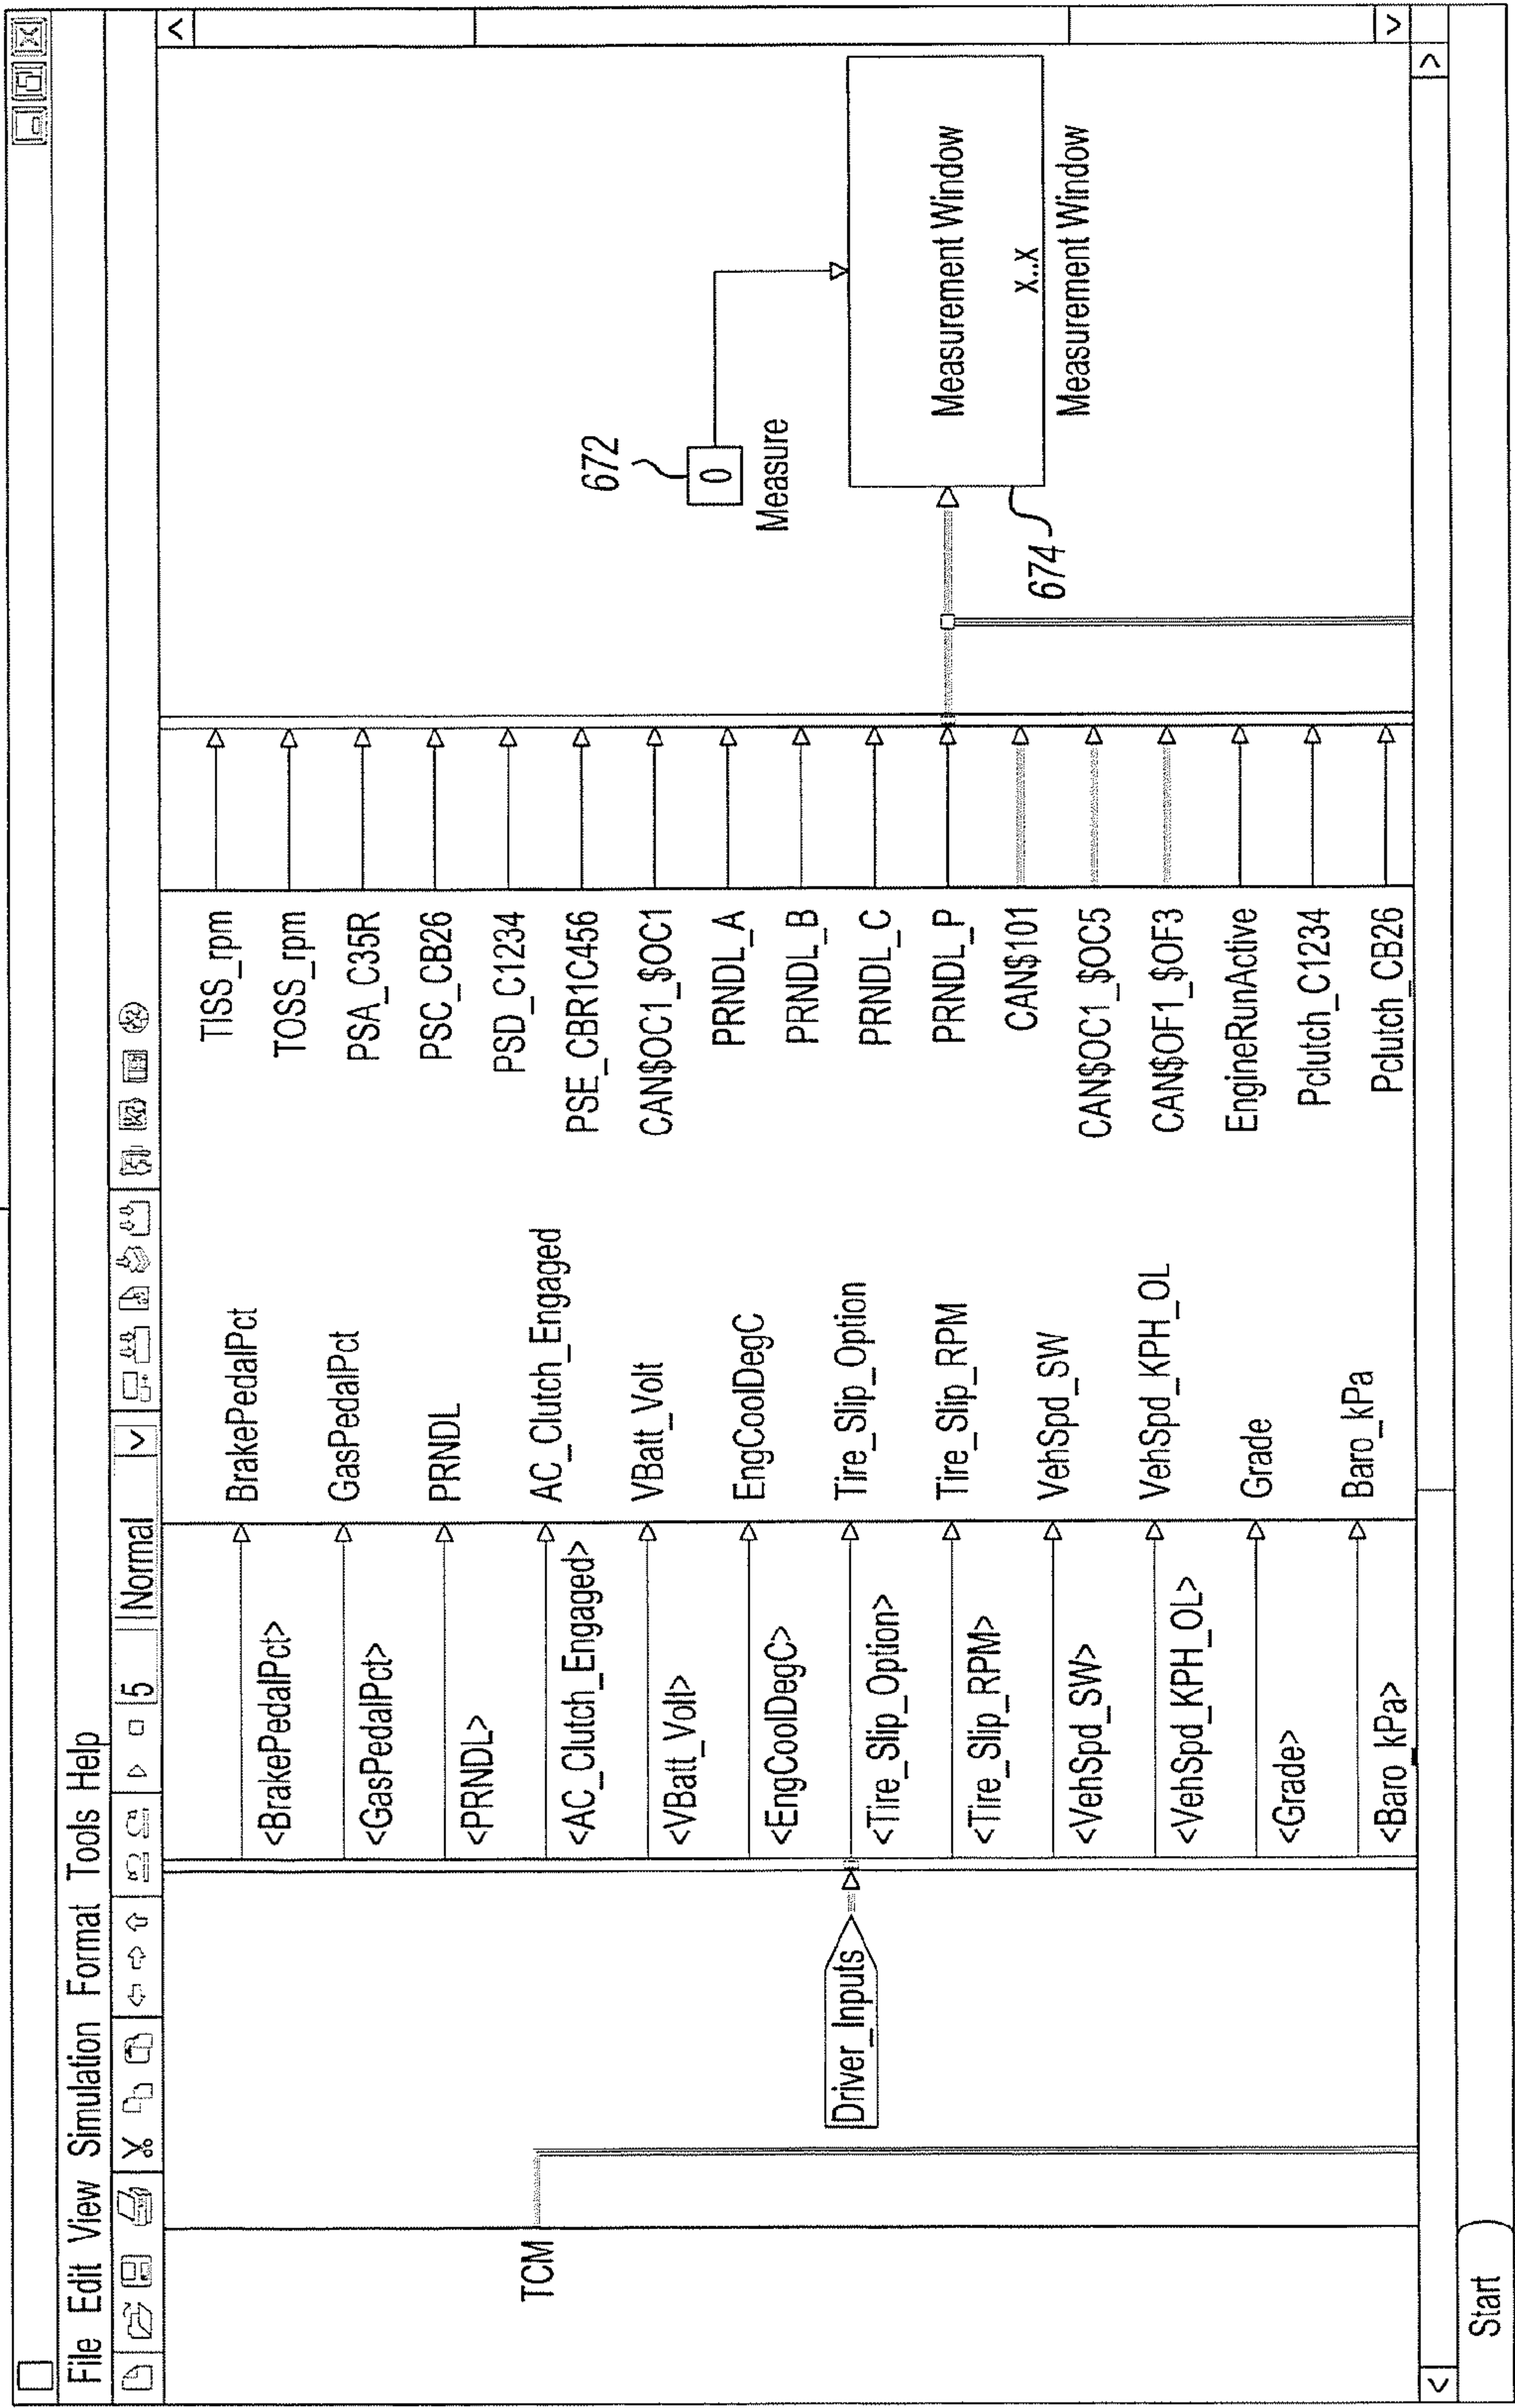 File Edit View Simulation Format Tools Help
5 Normal
TCM
Driver_Inputs
<BrakePedalPct>
<GasPedalPct>
<PRNDL>
<AC_Clutch_Engaged>
<VBatt_Volt>
<EngCoolDegC>
<Tire_Slip_Option>
<Tire_Slip_RPM>
<VehSpd_SW>
<VehSpd_KPH_OL>
<Grade>
<Baro_kPa>
BrakePedalPct
GasPedalPct
PRNDL
AC_Clutch_Engaged
VBatt_Volt
EngCoolDegC
Tire_Slip_Option
Tire_Slip_RPM
VehSpd_SW
VehSpd_KPH_OL
Grade
Baro_kPa
TISS_rpm
TOSS_rpm
PSA_C35R
PSC_CB26
PSD_C1234
PSE_CBR1C456
CAN$OC1_$OC1
PRNDL_A
PRNDL_B
PRNDL_C
PRNDL_P
CAN$101
CAN$OC1_$OC5
CAN$OF1_$OF3
EngineRunActive
Pclutch_C1234
Pclutch_CB26
672
0
Measure
674
Measurement Window
X..X
Measurement Window
Start